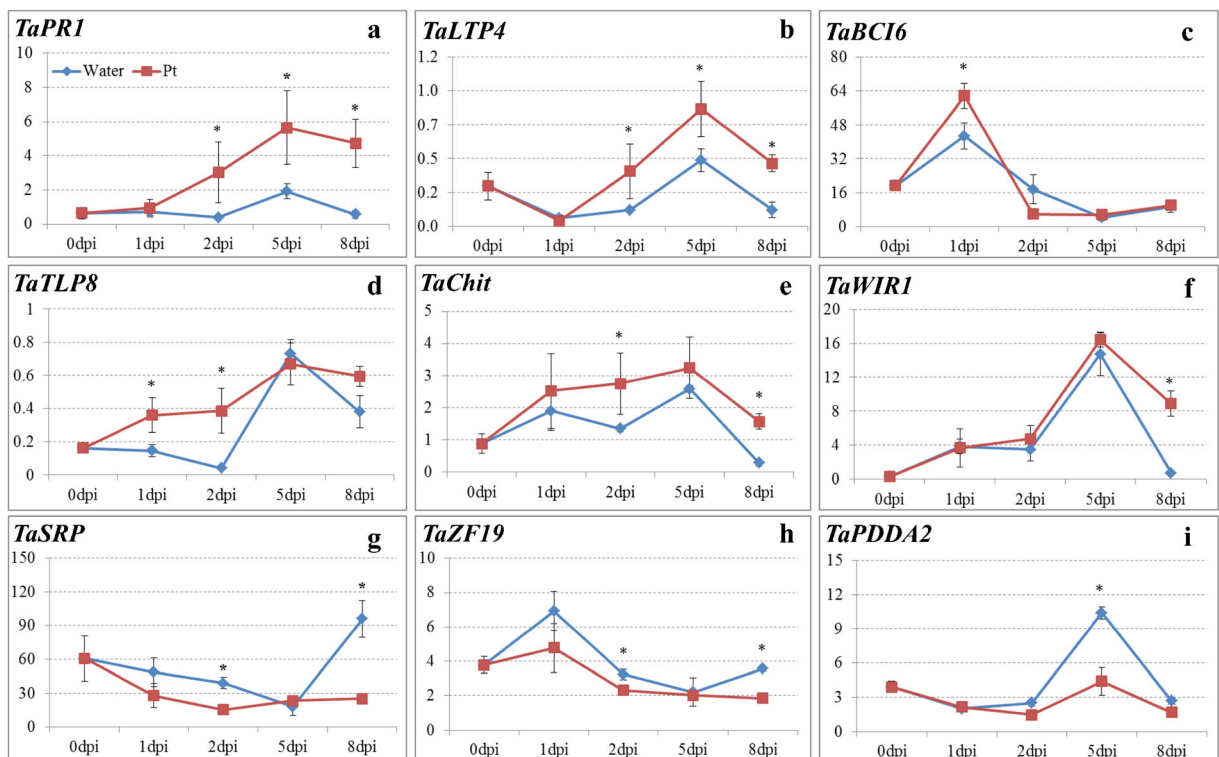 TaPR1 a
10
8
6
4
2
0
Water Pt
* * *
0dpi 1dpi 2dpi 5dpi 8dpi
TaLTP4 b
1.2
1.0
0.7
0.5
0.2
0.0
* * *
0dpi 1dpi 2dpi 5dpi 8dpi
TaBCI6 c
80
64
48
32
16
0
*
0dpi 1dpi 2dpi 5dpi 8dpi
TaTLP8 d
1
0.8
0.6
0.4
0.2
0
* *
0dpi 1dpi 2dpi 5dpi 8dpi
TaChit e
5
4
3
2
1
0
* *
0dpi 1dpi 2dpi 5dpi 8dpi
TaWIR1 f
20
16
12
8
4
0
*
0dpi 1dpi 2dpi 5dpi 8dpi
TaSRP g
150
120
90
60
30
0
* *
0dpi 1dpi 2dpi 5dpi 8dpi
TaZF19 h
10
8
6
4
2
0
* *
0dpi 1dpi 2dpi 5dpi 8dpi
TaPDDA2 i
15
12
9
6
3
0
*
0dpi 1dpi 2dpi 5dpi 8dpi